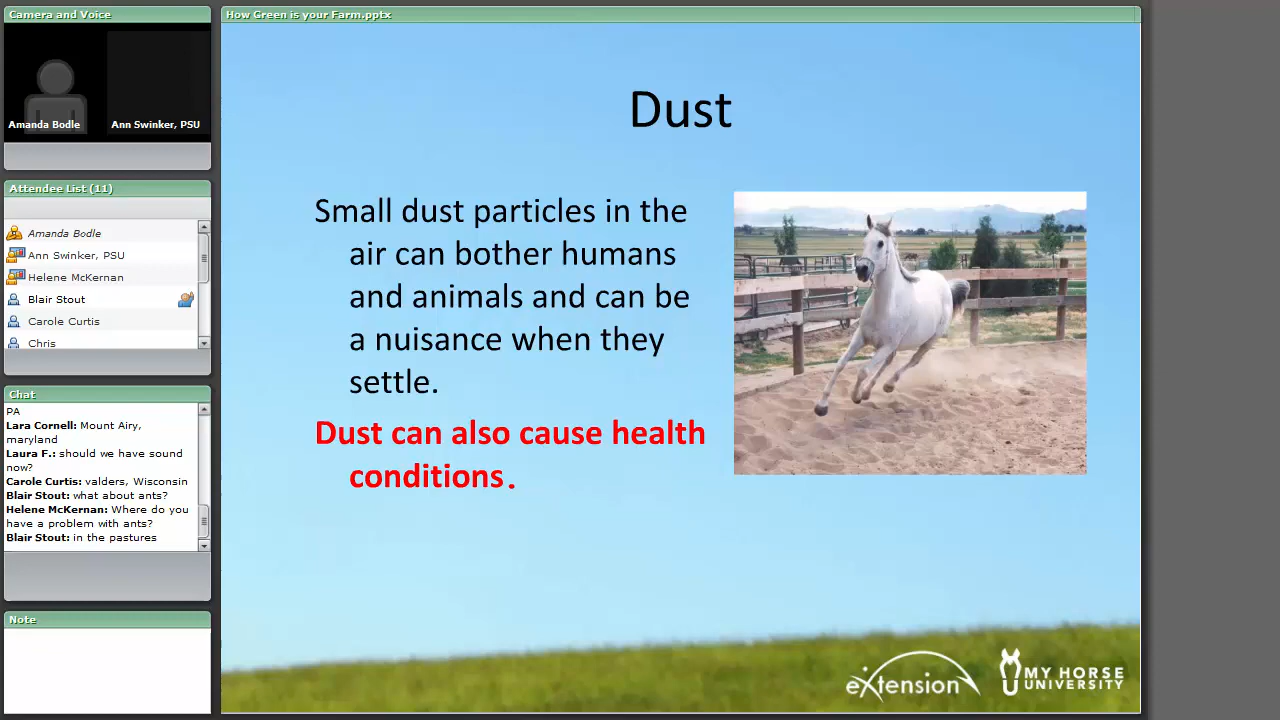 Camera and Voice
Amanda Bodle
Ann Swinker, PSU
Attendee List (11)
Amanda Bodle
Ann Swinker, PSU
Helene McKernan
Blair Stout
Carole Curtis
Chris
Chat
PA
Lara Cornell: Mount Airy,
maryland
Laura F.: should we have sound
now?
Carole Curtis: valders, Wisconsin
Blair Stout: what about ants?
Helene McKernan: Where do you
have a problem with ants?
Blair Stout: in the pastures
Note
How Green is your Farm.pptx
Dust
Small dust particles in the
air can bother humans
and animals and can be
a nuisance when they
settle.
Dust can also cause health
conditions.
eXtension
MY HORSE
UNIVERSITY